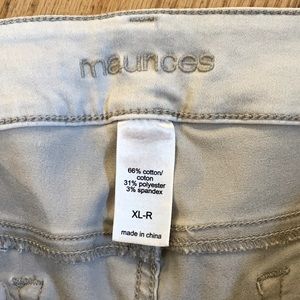 maurices
66% cotton/
coton
31% polyester
3% spandex
XL-R
made in china